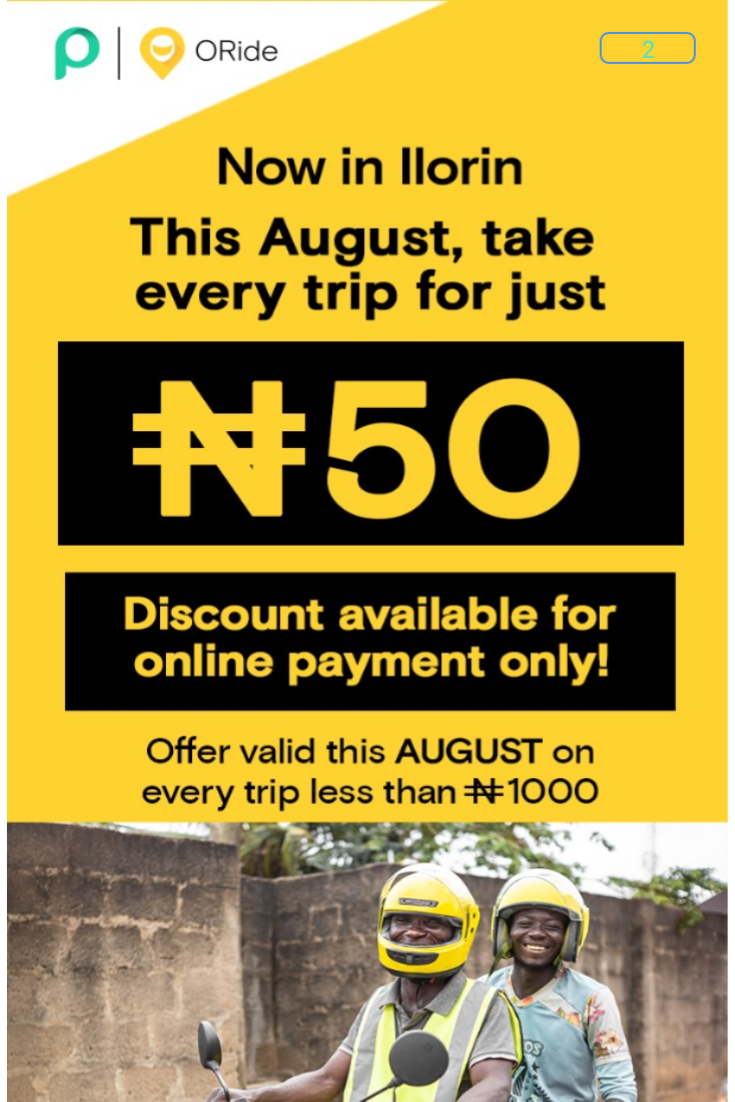 ORide
2
Now in Ilorin
This August, take
every trip for just
₦50
Discount available for
online payment only!
Offer valid this AUGUST on
every trip less than ₦1000